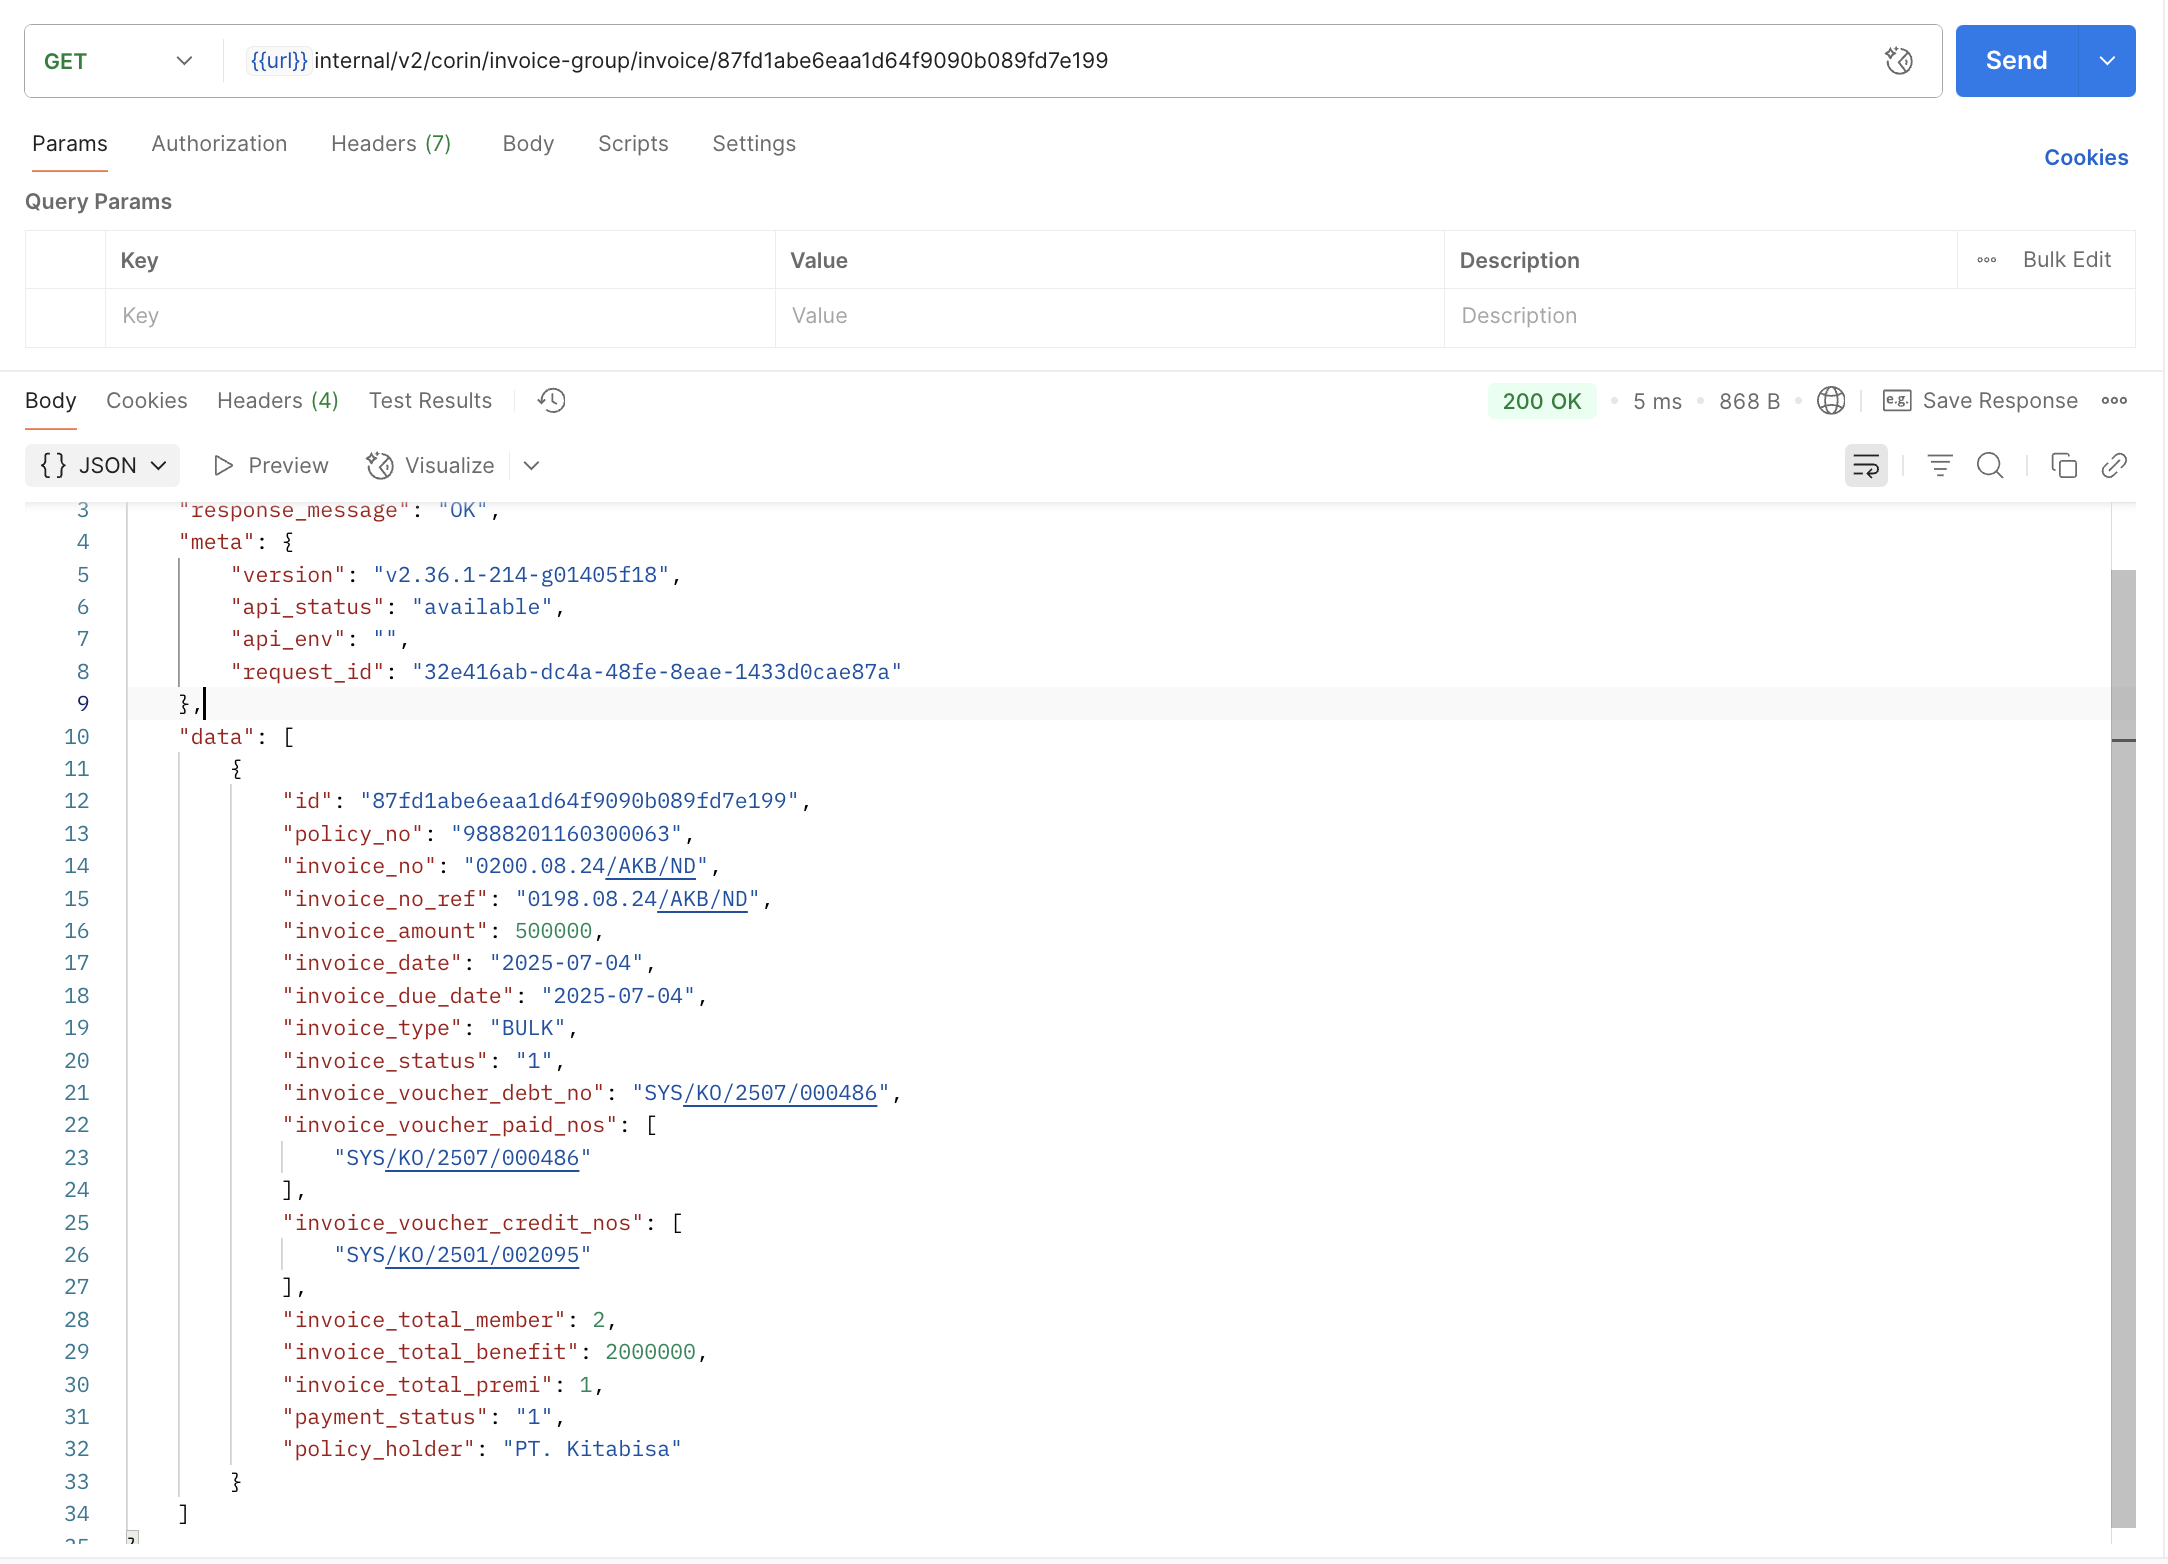 GET {{url}}internal/v2/corin/invoice-group/invoice/87fd1abe6eaa1d64f9090b089fd7e199 Send
Params Authorization Headers (7) Body Scripts Settings Cookies
Query Params
Key Value Description Bulk Edit
Key Value Description
Body Cookies Headers (4) Test Results 200 OK 5 ms 868 B e.g. Save Response
{} JSON Preview Visualize
3 "response_message": "OK",
4 "meta": {
5 "version": "v2.36.1-214-g01405f18",
6 "api_status": "available",
7 "api_env": "",
8 "request_id": "32e416ab-dc4a-48fe-8eae-1433d0cae87a"
9 },
10 "data": [
11 {
12 "id": "87fd1abe6eaa1d64f9090b089fd7e199",
13 "policy_no": "9888201160300063",
14 "invoice_no": "0200.08.24/AKB/ND",
15 "invoice_no_ref": "0198.08.24/AKB/ND",
16 "invoice_amount": 500000,
17 "invoice_date": "2025-07-04",
18 "invoice_due_date": "2025-07-04",
19 "invoice_type": "BULK",
20 "invoice_status": "1",
21 "invoice_voucher_debt_no": "SYS/KO/2507/000486",
22 "invoice_voucher_paid_nos": [
23 "SYS/KO/2507/000486"
24 ],
25 "invoice_voucher_credit_nos": [
26 "SYS/KO/2501/002095"
27 ],
28 "invoice_total_member": 2,
29 "invoice_total_benefit": 2000000,
30 "invoice_total_premi": 1,
31 "payment_status": "1",
32 "policy_holder": "PT. Kitabisa"
33 }
34 ]